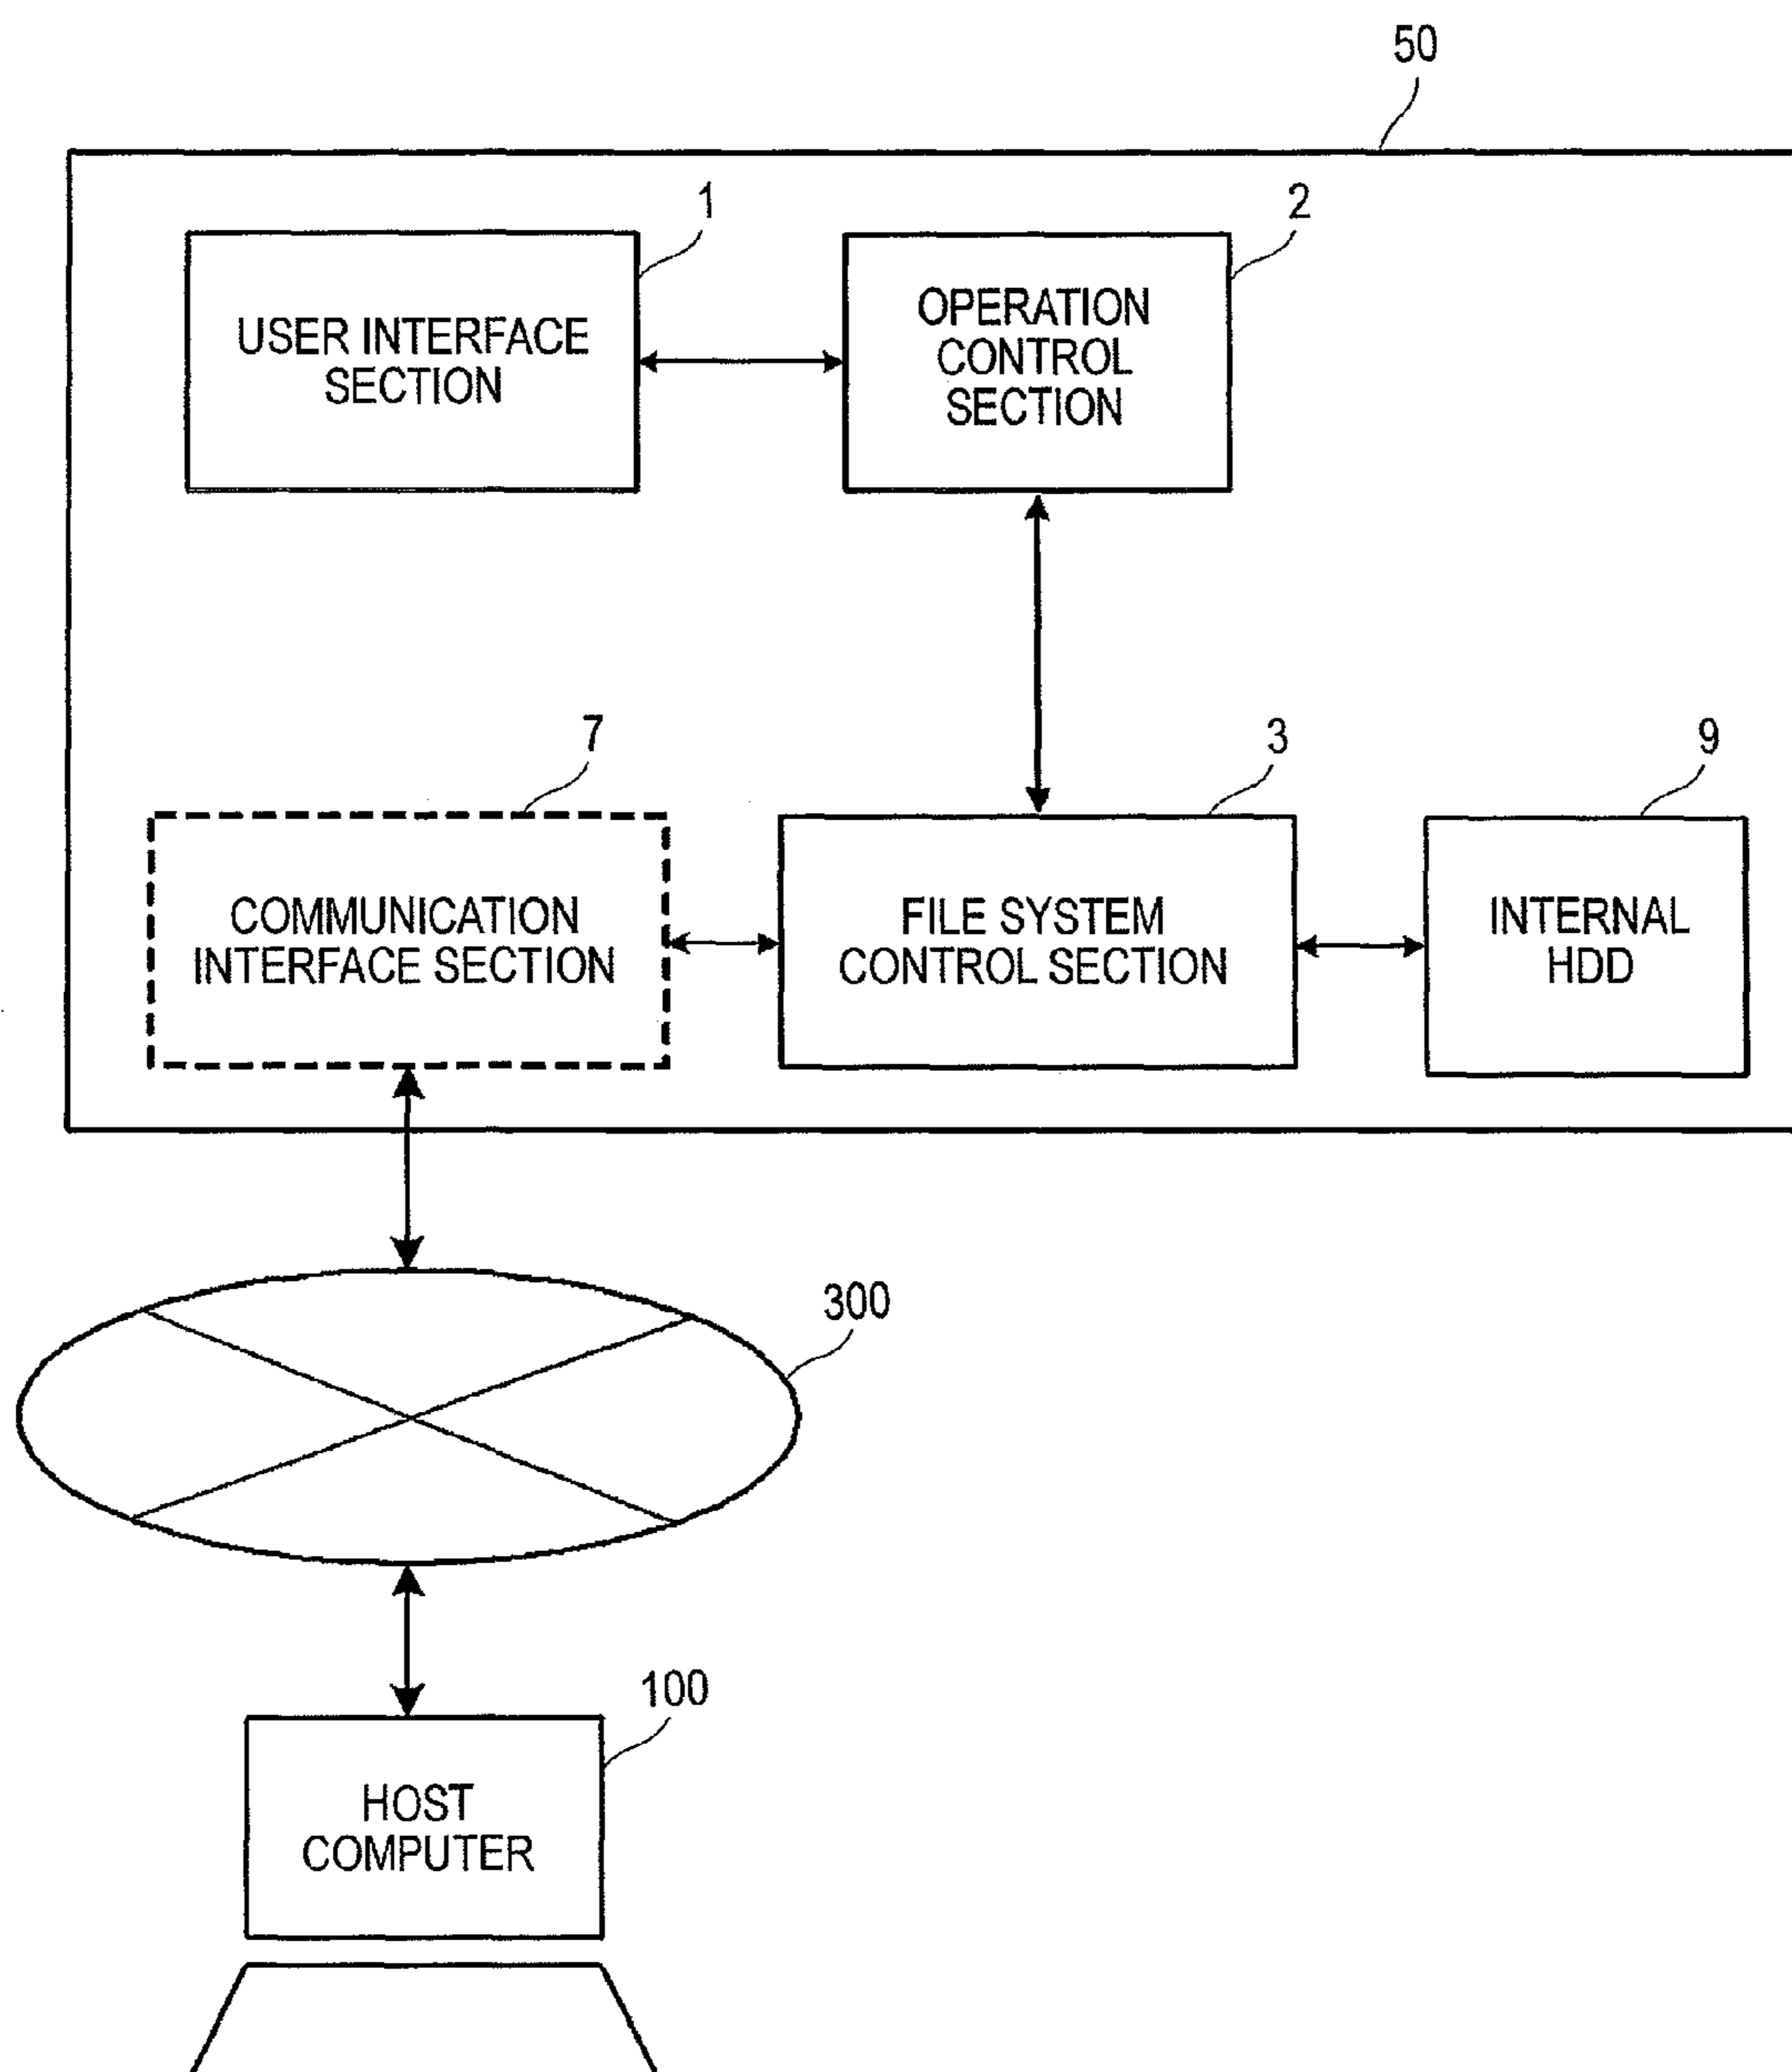 50
1
2
USER INTERFACE
SECTION
OPERATION
CONTROL
SECTION
7
3
9
COMMUNICATION
INTERFACE SECTION
FILE SYSTEM
CONTROL SECTION
INTERNAL
HDD
300
100
HOST
COMPUTER